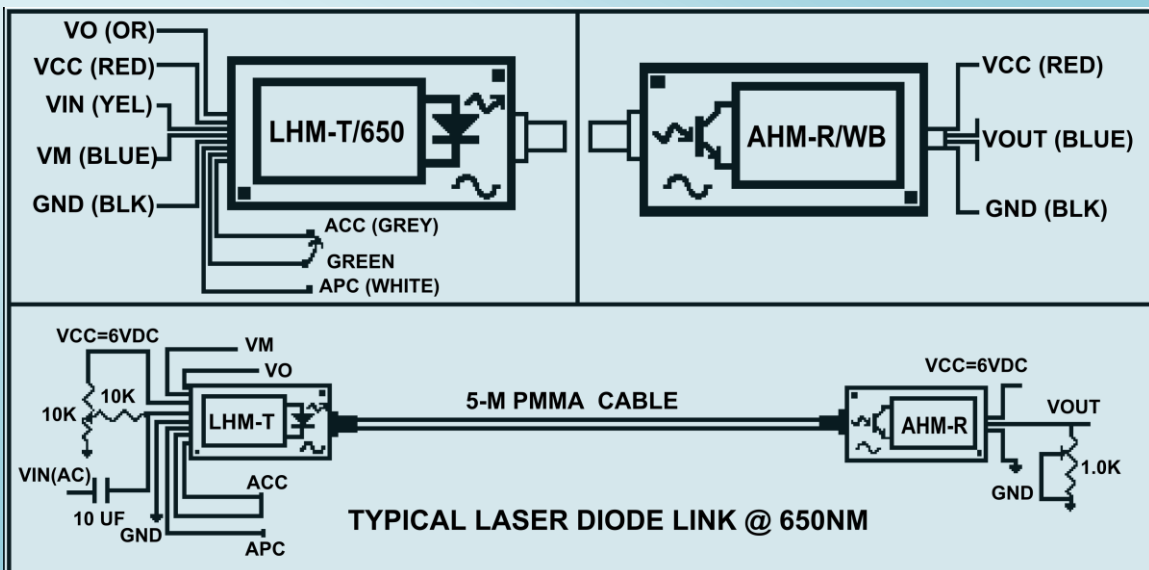 VO (OR)
VCC (RED)
VIN (YEL)
VM (BLUE)
GND (BLK)
LHM-T/650
ACC (GREY)
GREEN
APC (WHITE)
AHM-R/WB
VCC (RED)
VOUT (BLUE)
GND (BLK)
VCC=6VDC
10K
10K
VIN(AC)
10 UF
GND
VM
VO
LHM-T
ACC
APC
5-M PMMA CABLE
VCC=6VDC
AHM-R
VOUT
1.0K
GND
TYPICAL LASER DIODE LINK @ 650NM